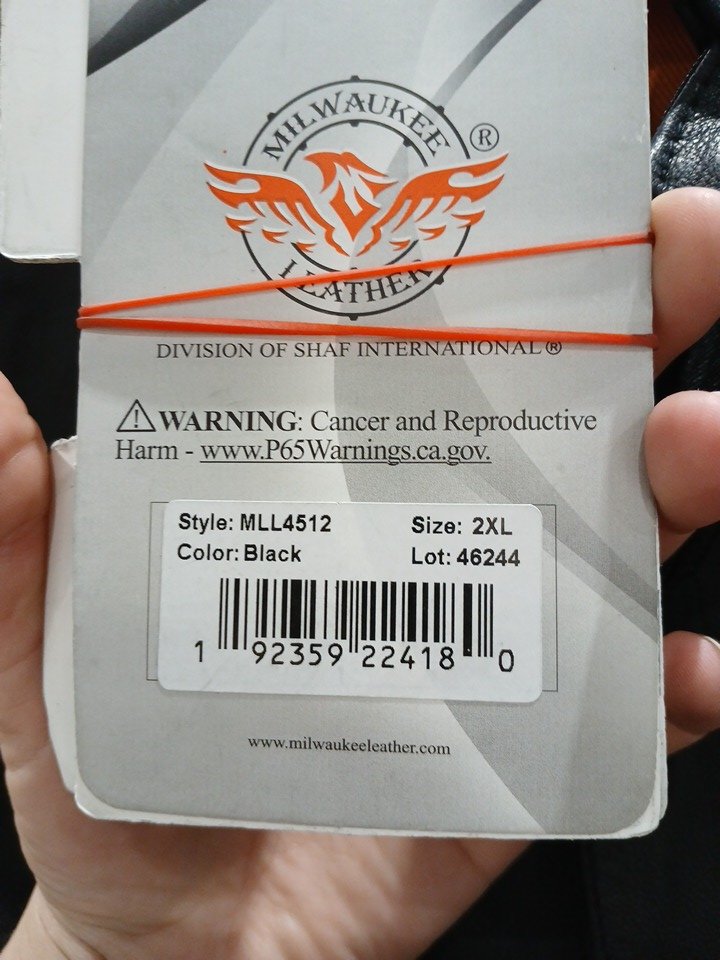 MILWAUKEE ®
LEATHER
DIVISION OF SHAF INTERNATIONAL®
⚠WARNING: Cancer and Reproductive
Harm - www.P65Warnings.ca.gov.
Style: MLL4512 Size: 2XL
Color: Black Lot: 46244
1 92359 22418 0
www.milwaukeeleather.com